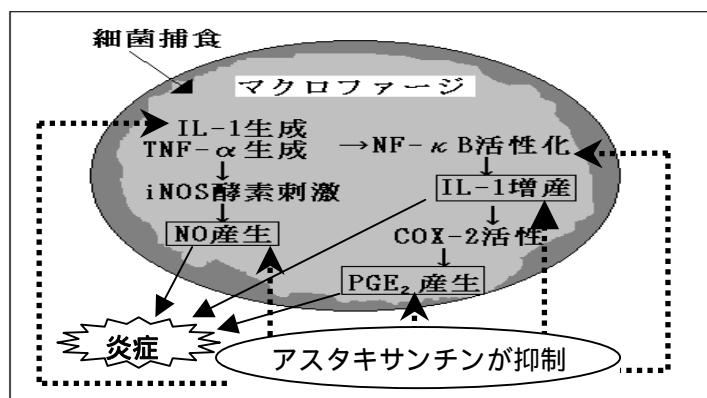 細菌捕食
マクロファージ
IL-1生成
TNF-α生成
→NF-κB活性化
↓
iNOS酵素刺激
↓
NO産生
↓
IL-1増産
↓
COX-2活性
↓
PGE₂産生
炎症
アスタキサンチンが抑制